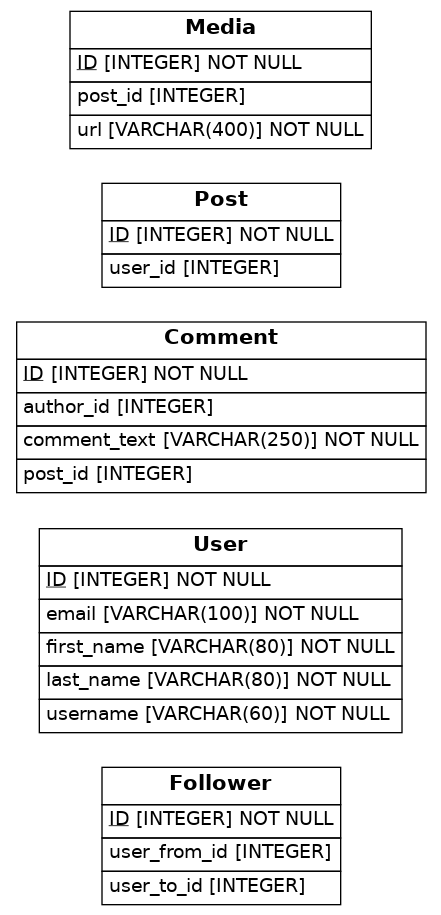 Media
ID [INTEGER] NOT NULL
post_id [INTEGER]
url [VARCHAR(400)] NOT NULL
Post
ID [INTEGER] NOT NULL
user_id [INTEGER]
Comment
ID [INTEGER] NOT NULL
author_id [INTEGER]
comment_text [VARCHAR(250)] NOT NULL
post_id [INTEGER]
User
ID [INTEGER] NOT NULL
email [VARCHAR(100)] NOT NULL
first_name [VARCHAR(80)] NOT NULL
last_name [VARCHAR(80)] NOT NULL
username [VARCHAR(60)] NOT NULL
Follower
ID [INTEGER] NOT NULL
user_from_id [INTEGER]
user_to_id [INTEGER]